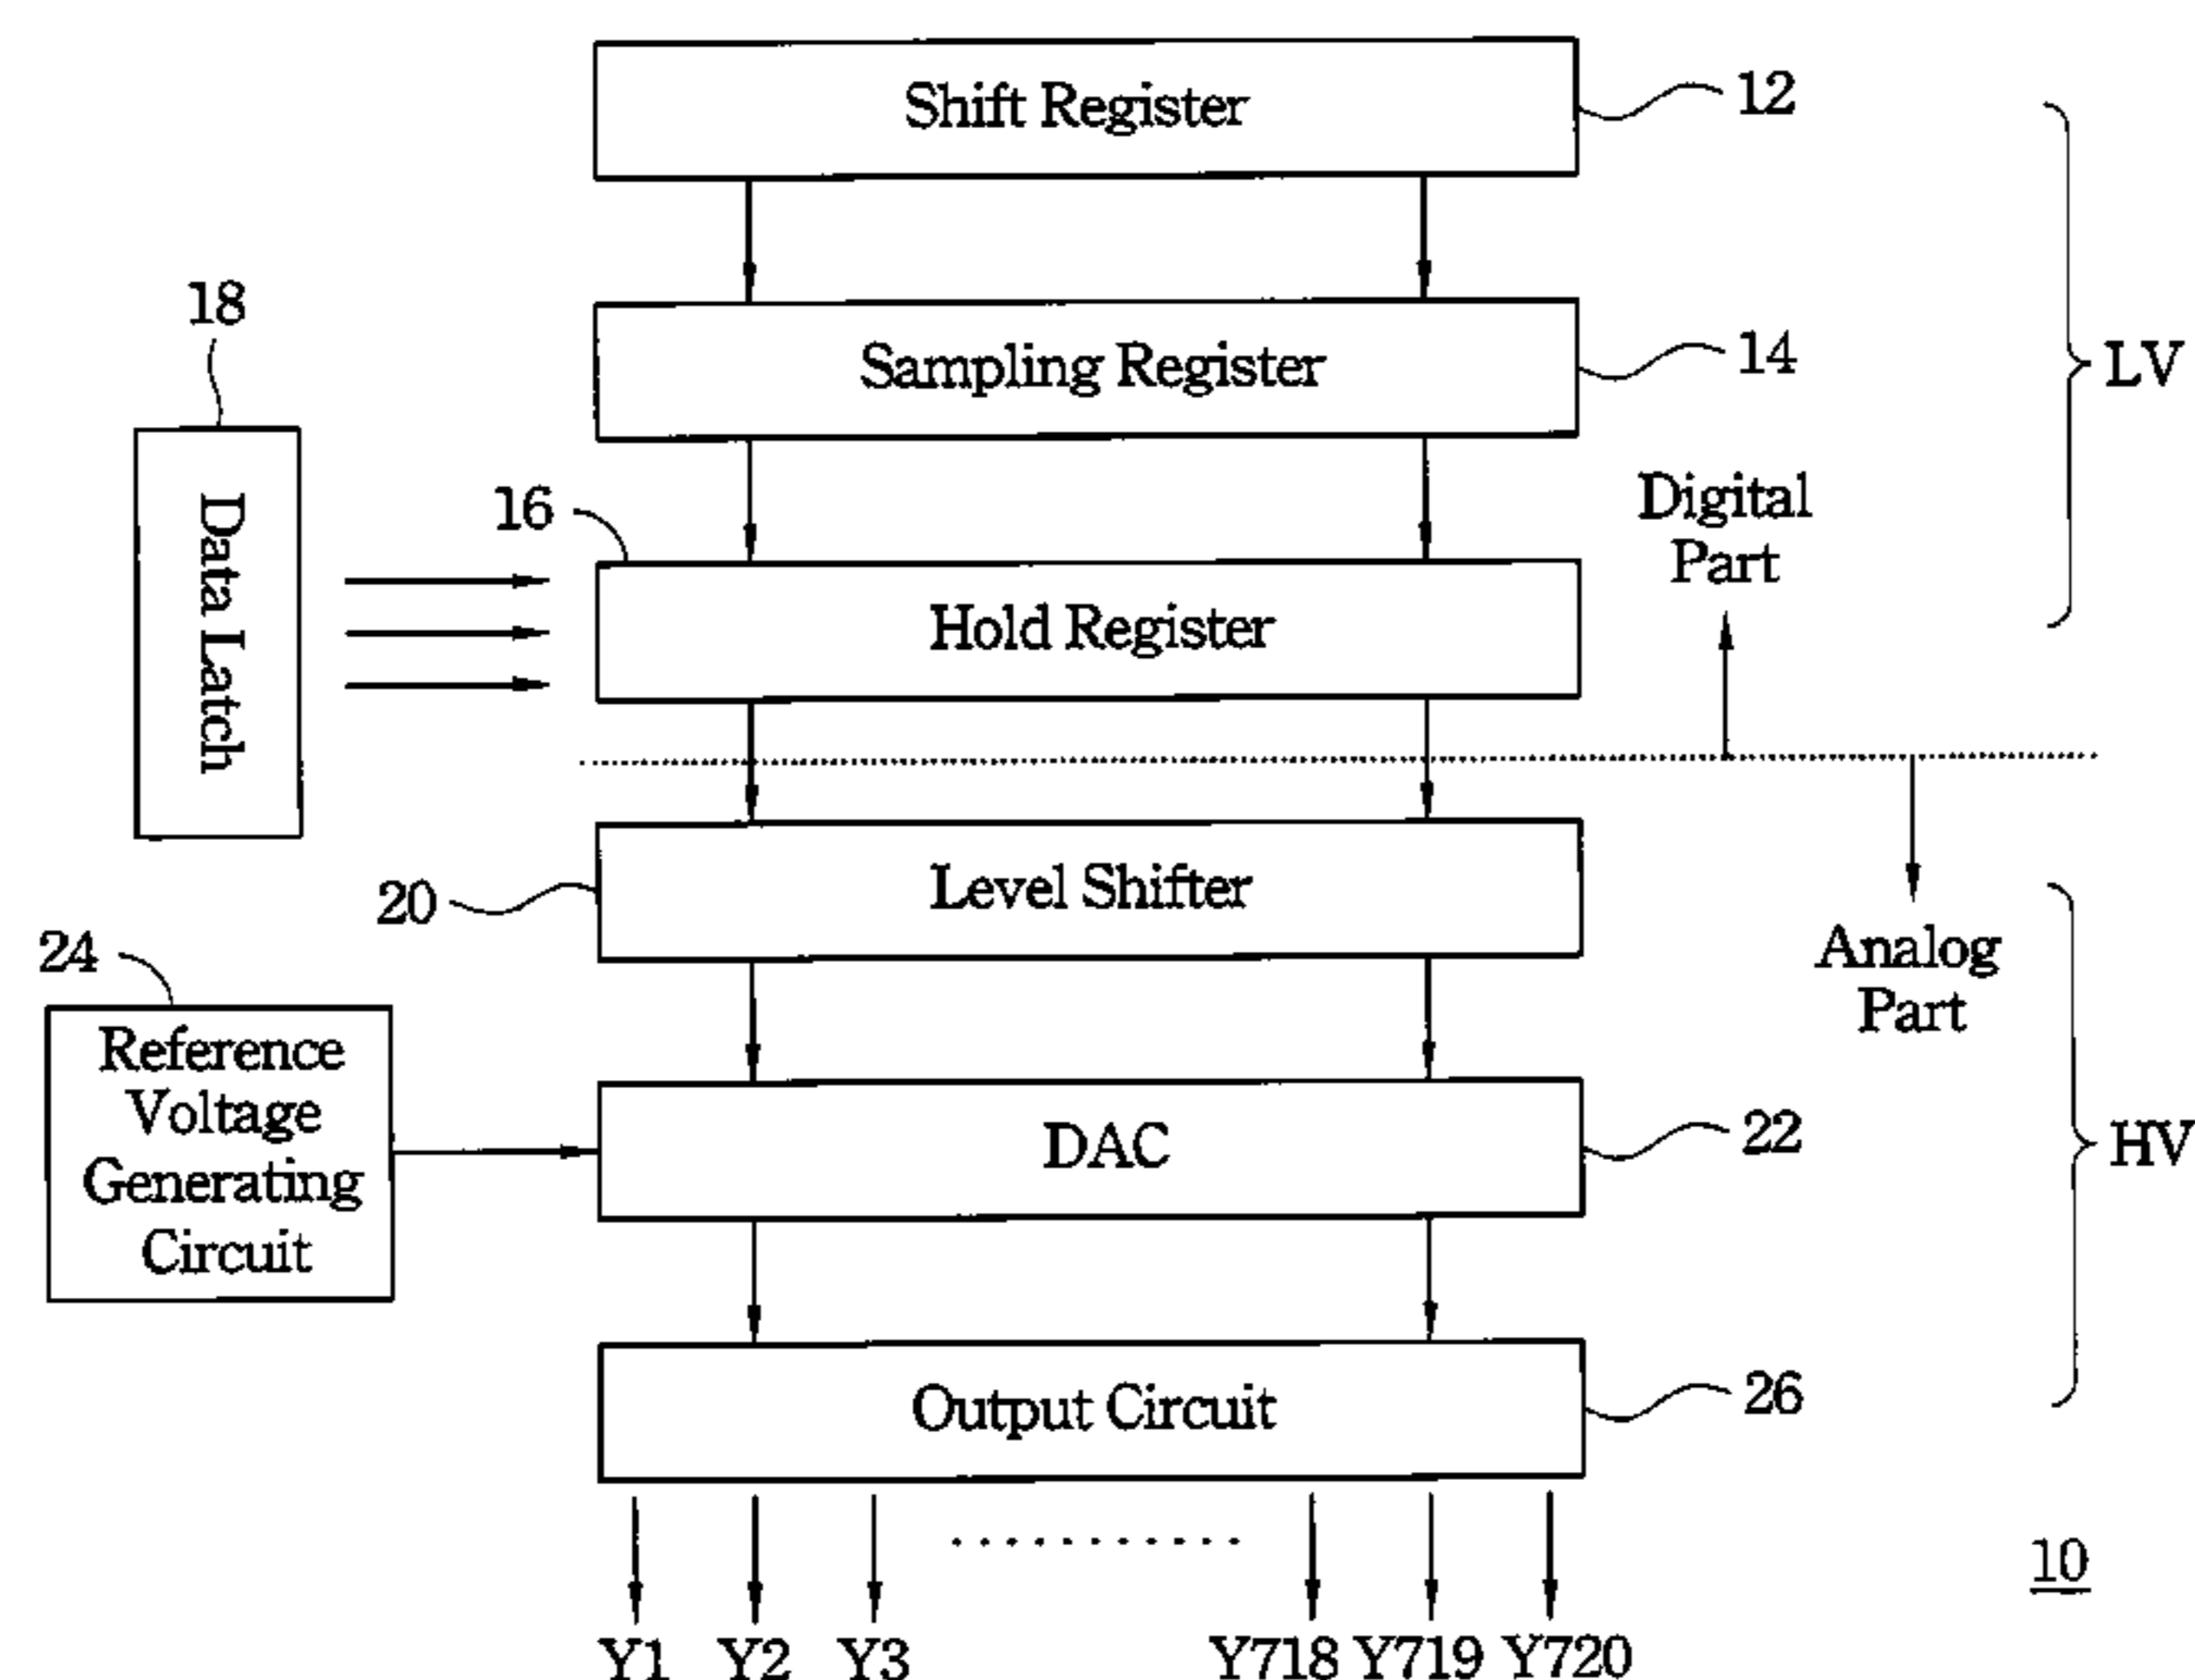 Shift Register
12
18
Sampling Register
14
LV
Data Latch
16
Digital
Part
Hold Register
Level Shifter
20
24
Analog
Part
Reference
Voltage
Generating
Circuit
DAC
22
HV
Output Circuit
26
10
Y1 Y2 Y3 ........... Y718 Y719 Y720